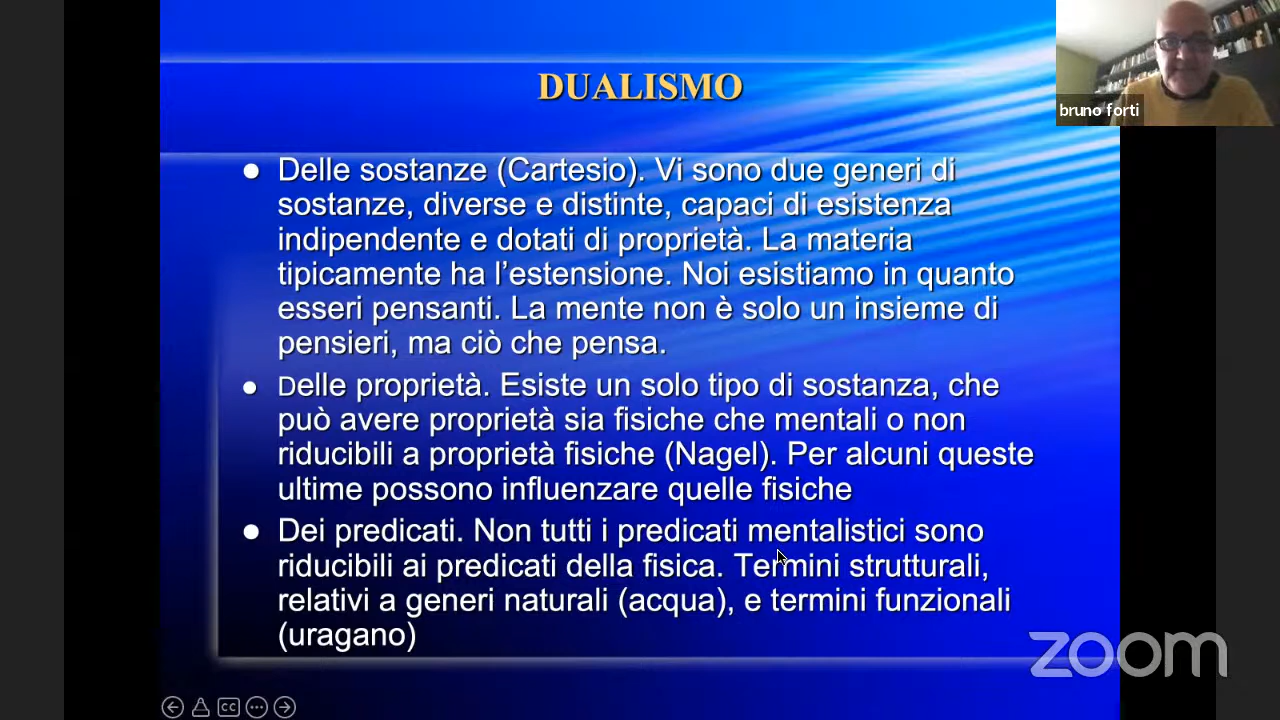 DUALISMO
bruno forti
Delle sostanze (Cartesio). Vi sono due generi di
sostanze, diverse e distinte, capaci di esistenza
indipendente e dotati di proprietà. La materia
tipicamente ha l’estensione. Noi esistiamo in quanto
esseri pensanti. La mente non è solo un insieme di
pensieri, ma ciò che pensa.
Delle proprietà. Esiste un solo tipo di sostanza, che
può avere proprietà sia fisiche che mentali o non
riducibili a proprietà fisiche (Nagel). Per alcuni queste
ultime possono influenzare quelle fisiche
Dei predicati. Non tutti i predicati mentalistici sono
riducibili ai predicati della fisica. Termini strutturali,
relativi a generi naturali (acqua), e termini funzionali
(uragano)
zoom
CC